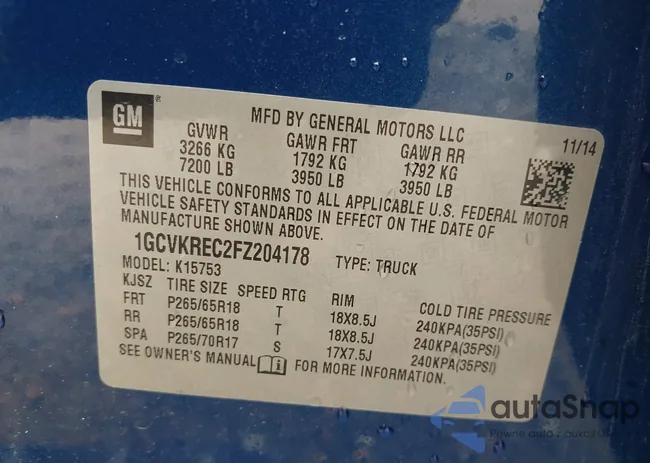 GM
MFD BY GENERAL MOTORS LLC
11/14
GVWR GAWR FRT GAWR RR
3266 KG 1792 KG 1792 KG
7200 LB 3950 LB 3950 LB
THIS VEHICLE CONFORMS TO ALL APPLICABLE U.S. FEDERAL MOTOR
VEHICLE SAFETY STANDARDS IN EFFECT ON THE DATE OF
MANUFACTURE SHOWN ABOVE.
1GCVKREC2FZ204178 TYPE: TRUCK
MODEL: K15753
KJSZ TIRE SIZE SPEED RTG RIM COLD TIRE PRESSURE
FRT P265/65R18 T 18X8.5J 240KPA(35PSI)
RR P265/65R18 T 18X8.5J 240KPA(35PSI)
SPA P265/70R17 S 17X7.5J 240KPA(35PSI)
SEE OWNER'S MANUAL FOR MORE INFORMATION.
autaSnap
Pewne auto z aukcji